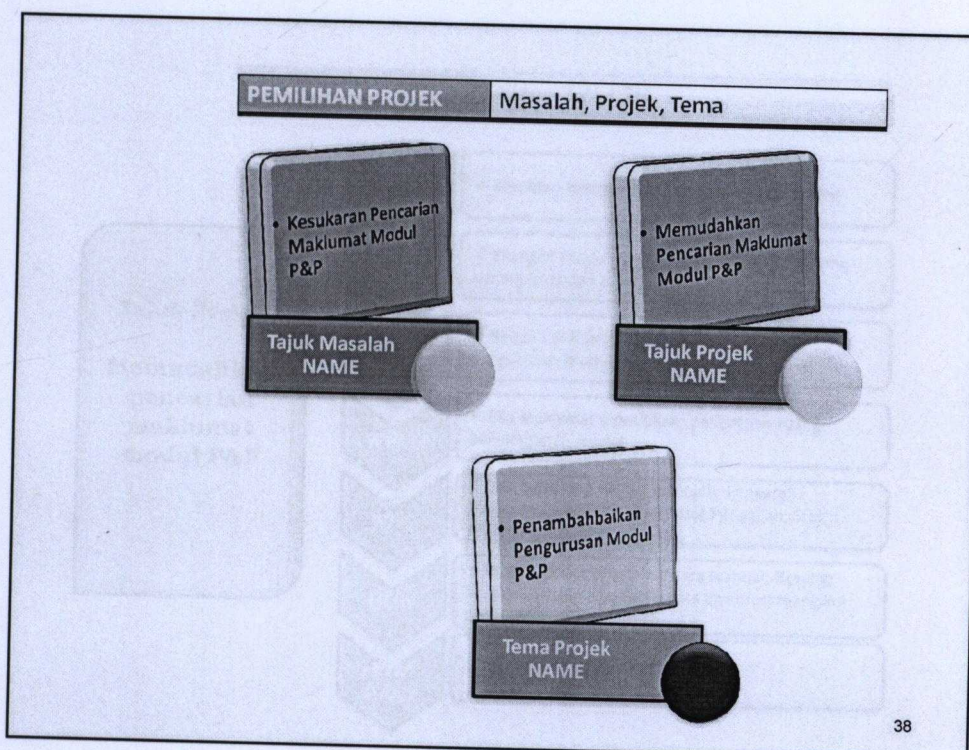 PEMILIHAN PROJEK
Masalah, Projek, Tema
• Kesukaran Pencarian
Maklumat Modul
P&P
Tajuk Masalah
NAME
• Memudahkan
Pencarian Maklumat
Modul P&P
Tajuk Projek
NAME
• Penambahbaikan
Pengurusan Modul
P&P
Tema Projek
NAME
38